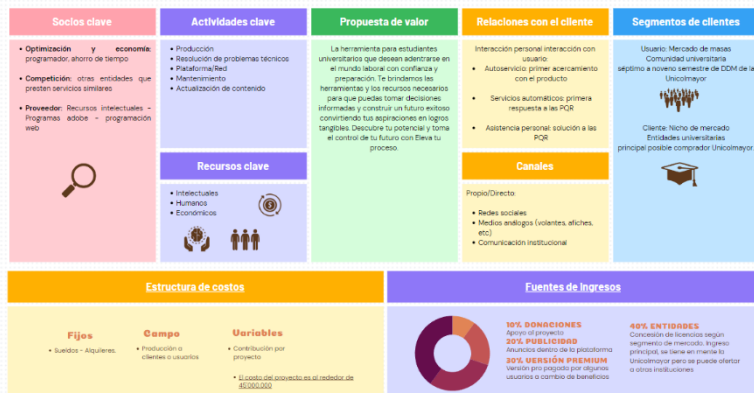 Socios clave
• Optimización y economía:
programador, ahorro de tiempo
• Competición: otras entidades que
presten servicios similares
• Proveedor: Recursos intelectuales -
Programas adobe - programación
web
Actividades clave
• Producción
• Resolución de problemas técnicos
• Plataforma/Red
• Mantenimiento
• Actualización de contenido
Recursos clave
• Intelectuales
• Humanos
• Económicos
Propuesta de valor
La herramienta para estudiantes
universitarios que desean adentrarse en
el mundo laboral con confianza y
preparación. Te brindamos las
herramientas y los recursos necesarios
para que puedas tomar decisiones
informadas y construir un futuro exitoso
convirtiendo tus aspiraciones en logros
tangibles. Descubre tu potencial y toma
el control de tu futuro con Eleva tu
proceso.
Relaciones con el cliente
Interacción personal interacción con
usuario:
• Autoservicio: primer acercamiento
con el producto
• Servicios automáticos: primera
respuesta a las PQR
• Asistencia personal: solución a las
PQR
Canales
Propio/Directo:
• Redes sociales
• Medios análogos (volantes, afiches,
etc)
• Comunicación institucional
Segmentos de clientes
Usuario: Mercado de masas
Comunidad universitaria
séptimo a noveno semestre de DDM de la
Unicolmayor
Cliente: Nicho de mercado
Entidades universitarias
principal posible comprador Unicolmayor
Estructura de costos
Fijos
• Sueldos - Alquileres.
Campo
• Producción a
clientes o usuarios
Variables
• Contribución por
proyecto
• El costo del proyecto es al rededor de
45'000.000
Fuentes de Ingresos
10% DONACIONES
Apoyo al proyecto
20% PUBLICIDAD
Anuncios dentro de la plataforma
30% VERSIÓN PREMIUM
Versión pro pagado por algunos
usuarios a cambio de beneficios
40% ENTIDADES
Concesión de licencias según
segmento de mercado. Ingreso
principal, se tiene en mente la
Unicolmayor pero se puede ofertar
a otras instituciones